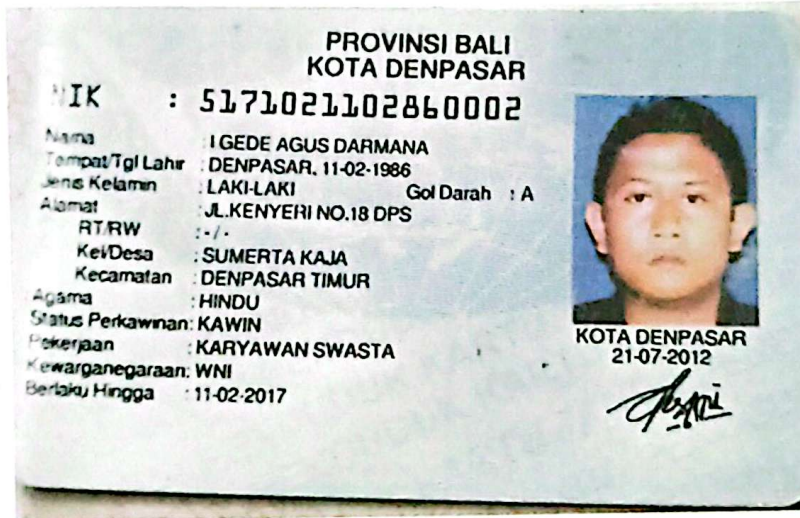 PROVINSI BALI
KOTA DENPASAR
NIK : 5171021102860002
Nama : I GEDE AGUS DARMANA
Tempat/Tgl Lahir : DENPASAR, 11-02-1986
Jenis Kelamin : LAKI-LAKI Gol Darah : A
Alamat : JL.KENYERI NO.18 DPS
RT/RW : -/-
Kel/Desa : SUMERTA KAJA
Kecamatan : DENPASAR TIMUR
Agama : HINDU
Status Perkawinan: KAWIN
Pekerjaan : KARYAWAN SWASTA
Kewarganegaraan: WNI
Berlaku Hingga : 11-02-2017
KOTA DENPASAR
21-07-2012